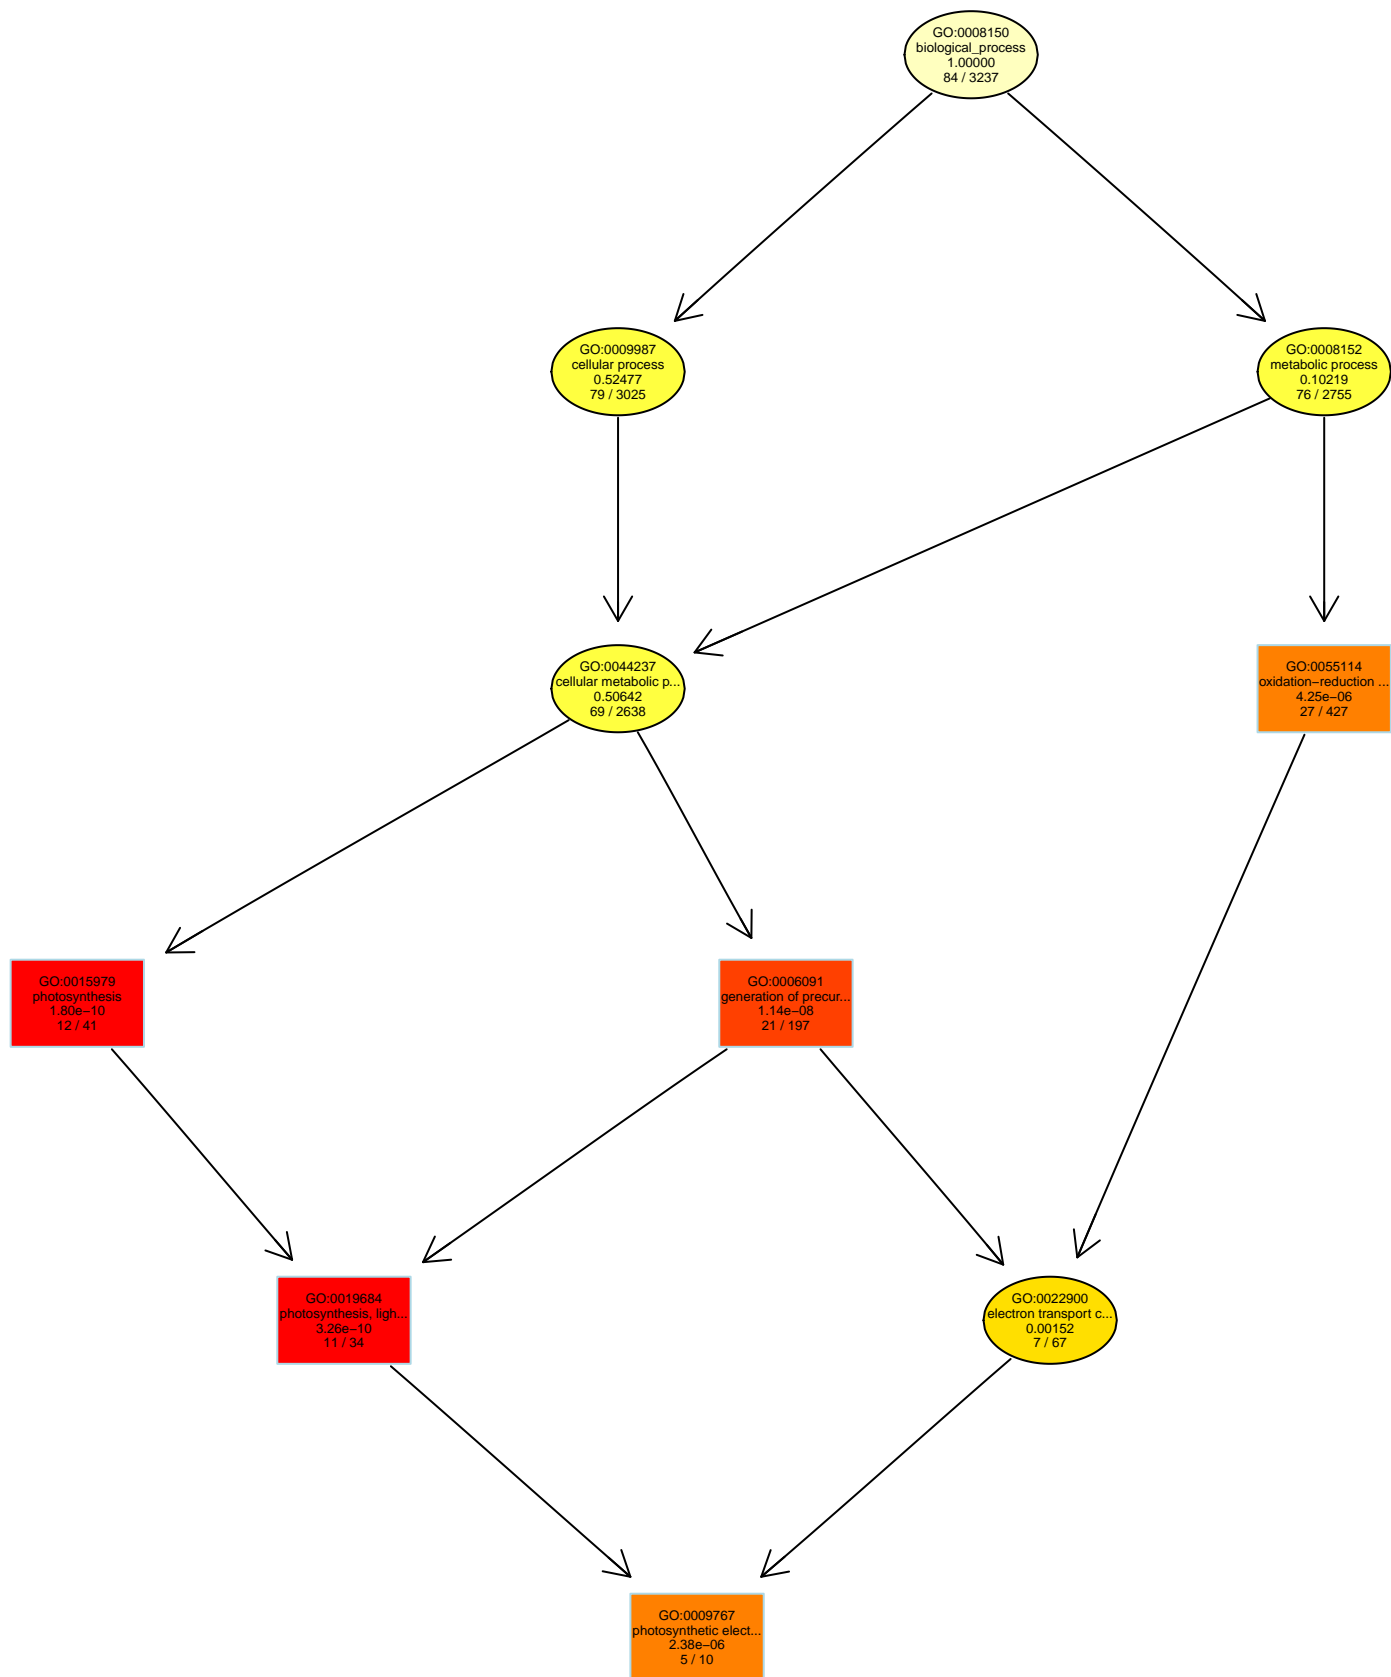 GO:0008150
biological_process
1.00000
84 / 3237
GO:0009987
cellular process
0.52477
79 / 3025
GO:0008152
metabolic process
0.10219
76 / 2755
GO:0044237
cellular metabolic p...
0.50642
69 / 2638
GO:0055114
oxidation−reduction ...
4.25e−06
27 / 427
GO:0015979
photosynthesis
1.80e−10
12 / 41
GO:0006091
generation of precur...
1.14e−08
21 / 197
GO:0019684
photosynthesis, ligh...
3.26e−10
11 / 34
GO:0022900
electron transport c...
0.00152
7 / 67
GO:0009767
photosynthetic elect...
2.38e−06
5 / 10